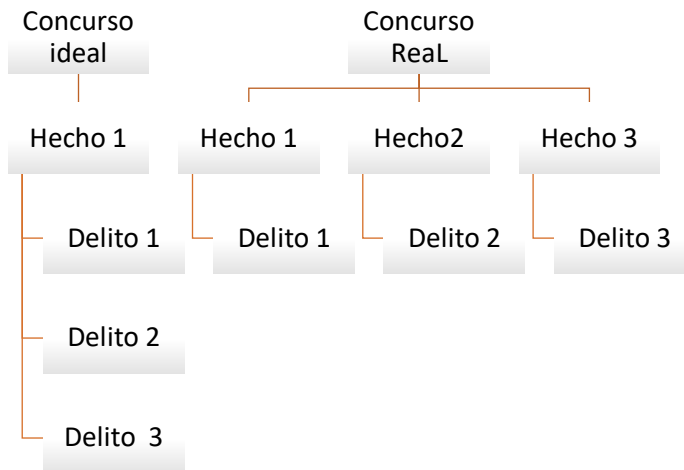 Concurso
ideal
Concurso
ReaL
Hecho 1
Hecho 1
Hecho2
Hecho 3
Delito 1
Delito 1
Delito 2
Delito 3
Delito 2
Delito  3